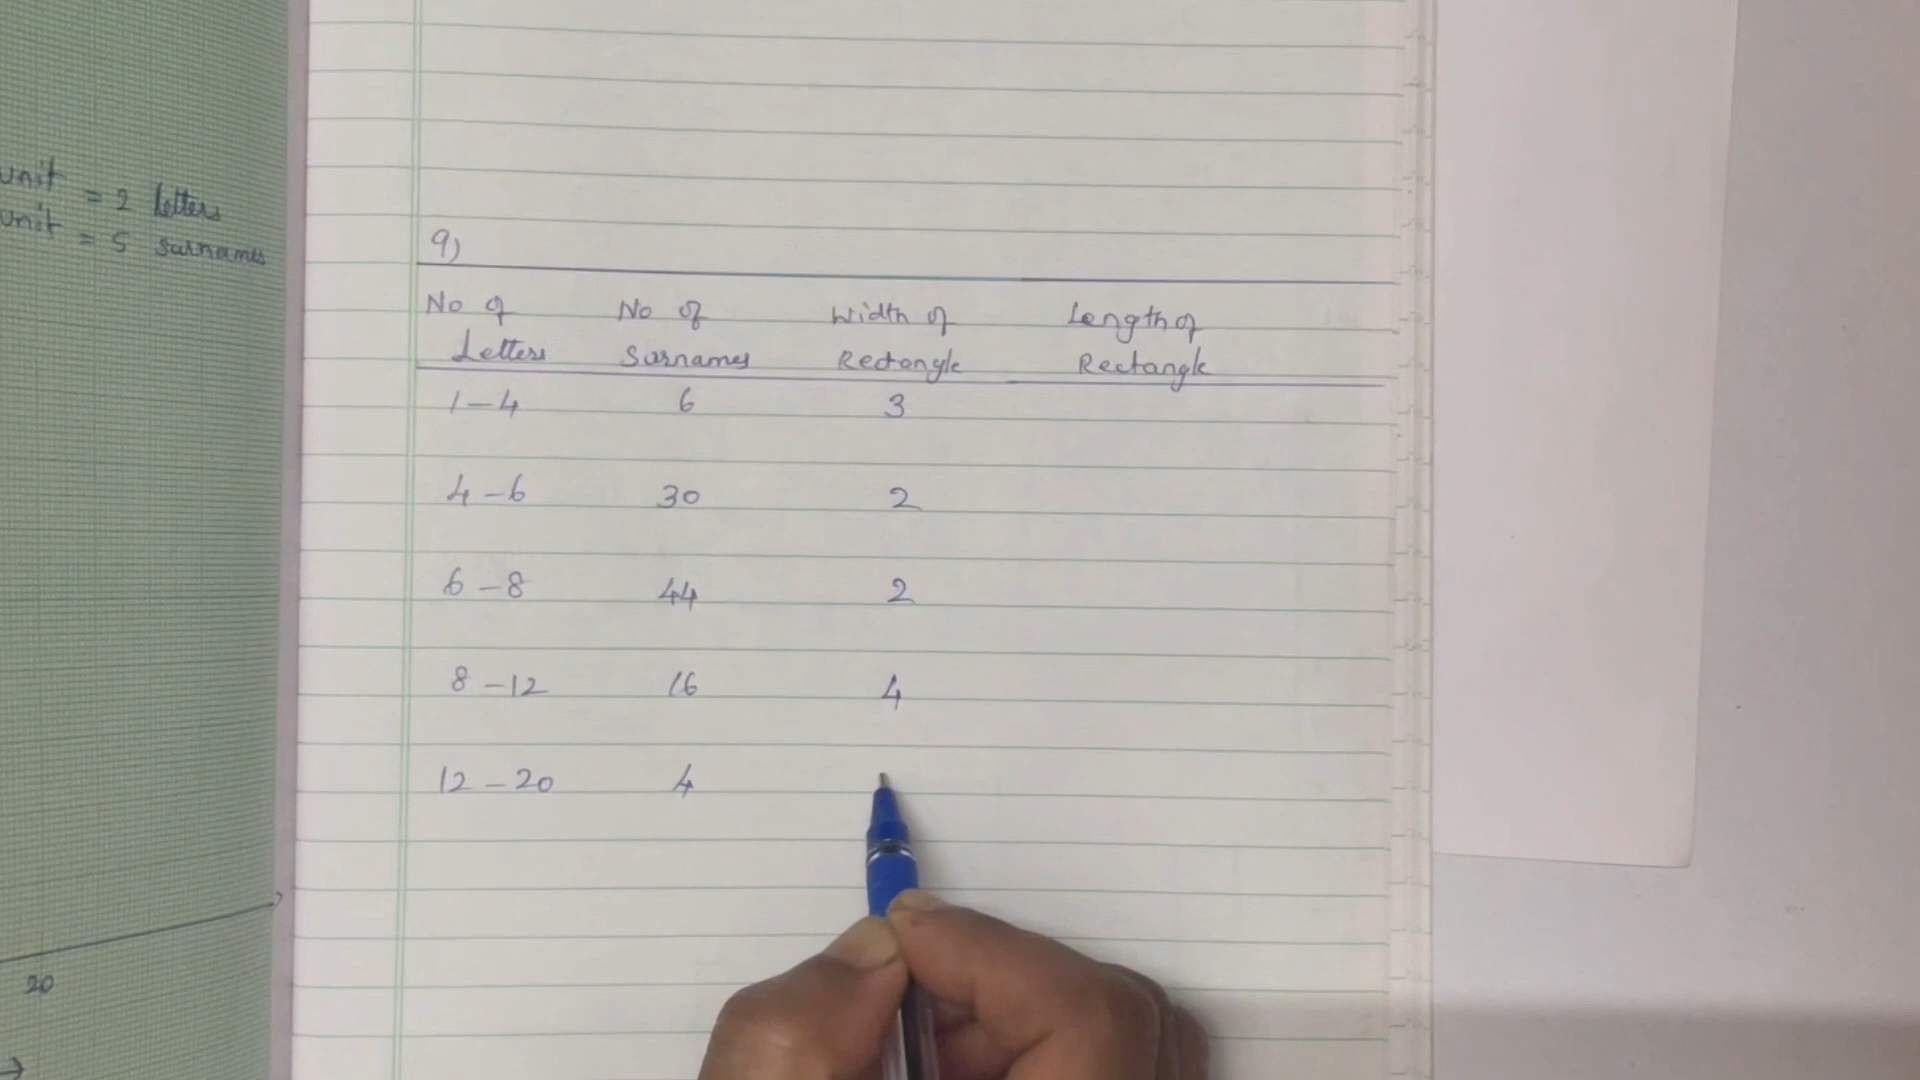 unit = 2 letters
unit = 5 surnames
20
9)
No of No of Width of Length of
Letters Surnames Rectangle Rectangle
1-4 6 3
4-6 30 2
6-8 44 2
8-12 16 4
12-20 4